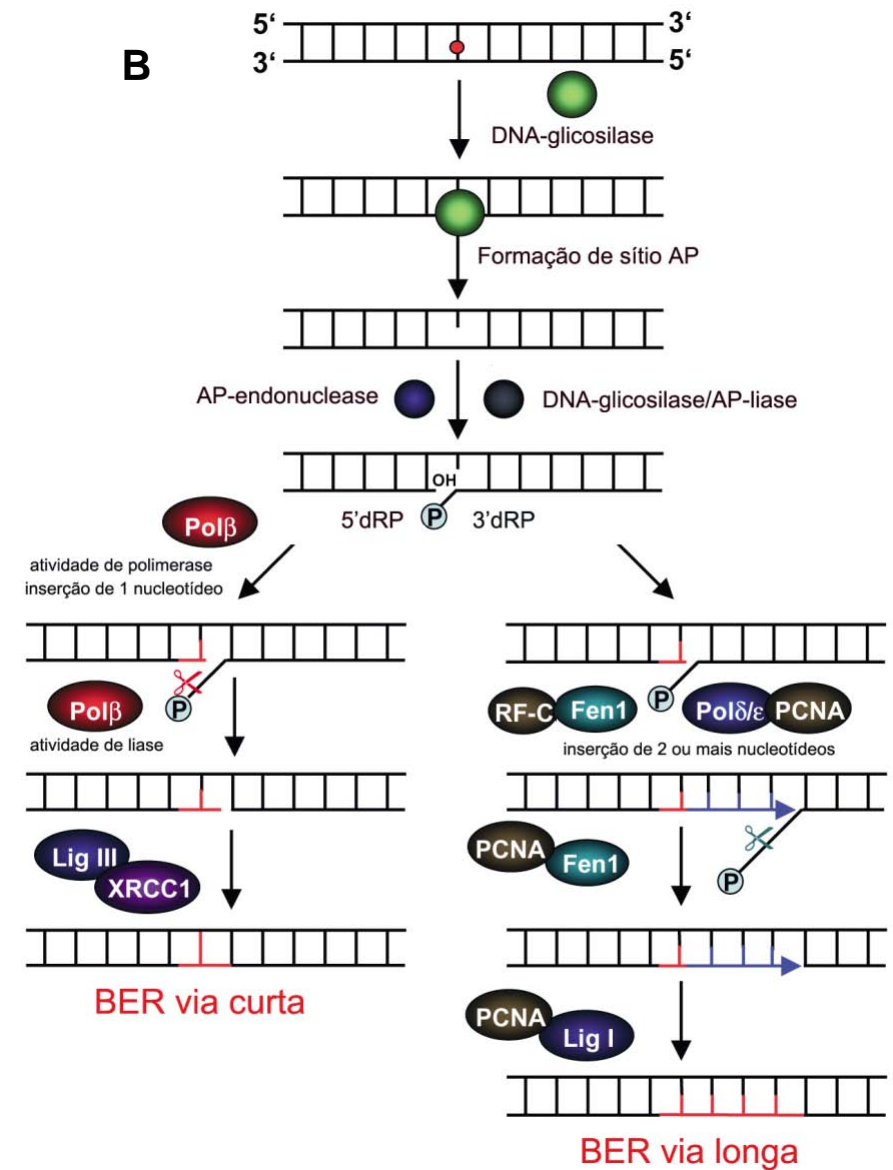 5‘ 3‘
3‘ 5‘
B
DNA-glicosilase
Formação de sítio AP
AP-endonuclease
DNA-glicosilase/AP-liase
OH
5’dRP P 3’dRP
Polβ
atividade de polimerase
inserção de 1 nucleotídeo
P
Polβ
atividade de liase
Lig III
XRCC1
BER via curta
P
RF-C Fen1 Polδ/ε PCNA
inserção de 2 ou mais nucleotídeos
PCNA
Fen1
P
PCNA
Lig I
BER via longa